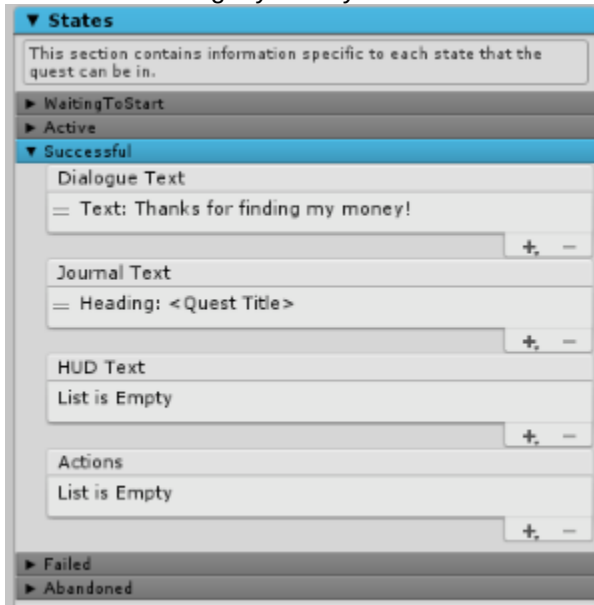 States
This section contains information specific to each state that the
quest can be in.
WaitingToStart
Active
Successful
Dialogue Text
Text: Thanks for finding my money!
Journal Text
Heading: <Quest Title>
HUD Text
List is Empty
Actions
List is Empty
Failed
Abandoned